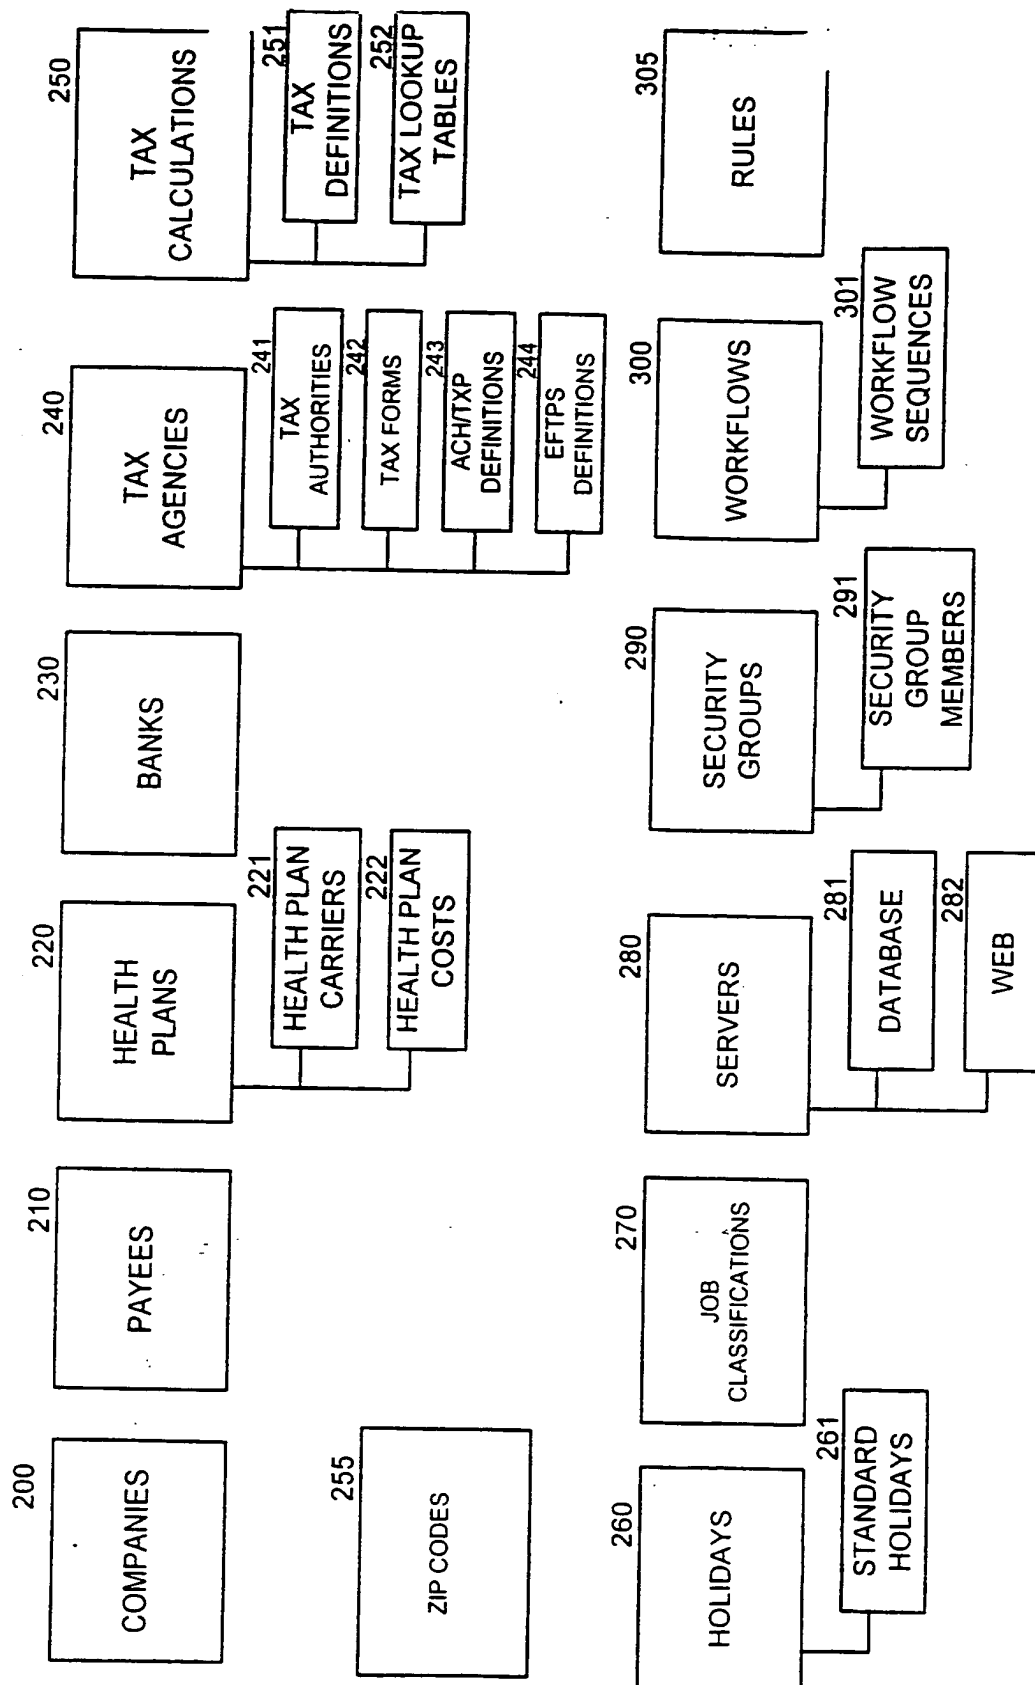 200
COMPANIES
210
PAYEES
220
HEALTH
PLANS
221
HEALTH PLAN
CARRIERS
222
HEALTH PLAN
COSTS
230
BANKS
240
TAX
AGENCIES
241
TAX
AUTHORITIES
242
TAX FORMS
243
ACH/TXP
DEFINITIONS
244
EFTPS
DEFINITIONS
250
TAX
CALCULATIONS
251
TAX
DEFINITIONS
252
TAX LOOKUP
TABLES
255
ZIP CODES
260
HOLIDAYS
261
STANDARD
HOLIDAYS
270
JOB
CLASSIFICATIONS
280
SERVERS
281
DATABASE
282
WEB
290
SECURITY
GROUPS
291
SECURITY
GROUP
MEMBERS
300
WORKFLOWS
301
WORKFLOW
SEQUENCES
305
RULES